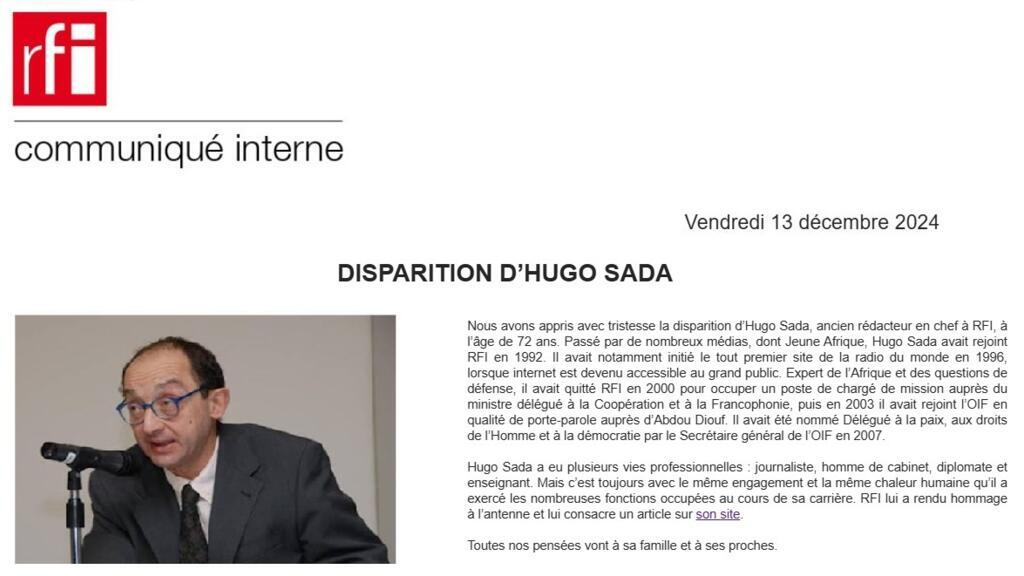 rfi
communiqué interne
Vendredi 13 décembre 2024
DISPARITION D’HUGO SADA
Nous avons appris avec tristesse la disparition d’Hugo Sada, ancien rédacteur en chef à RFI, à
l’âge de 72 ans. Passé par de nombreux médias, dont Jeune Afrique, Hugo Sada avait rejoint
RFI en 1992. Il avait notamment initié le tout premier site de la radio du monde en 1996,
lorsque internet est devenu accessible au grand public. Expert de l’Afrique et des questions de
défense, il avait quitté RFI en 2000 pour occuper un poste de chargé de mission auprès du
ministre délégué à la Coopération et à la Francophonie, puis en 2003 il avait rejoint l’OIF en
qualité de porte-parole auprès d’Abdou Diouf. Il avait été nommé Délégué à la paix, aux droits
de l’Homme et à la démocratie par le Secrétaire général de l’OIF en 2007.
Hugo Sada a eu plusieurs vies professionnelles : journaliste, homme de cabinet, diplomate et
enseignant. Mais c’est toujours avec le même engagement et la même chaleur humaine qu’il a
exercé les nombreuses fonctions occupées au cours de sa carrière. RFI lui a rendu hommage
à l’antenne et lui consacre un article sur son site.
Toutes nos pensées vont à sa famille et à ses proches.